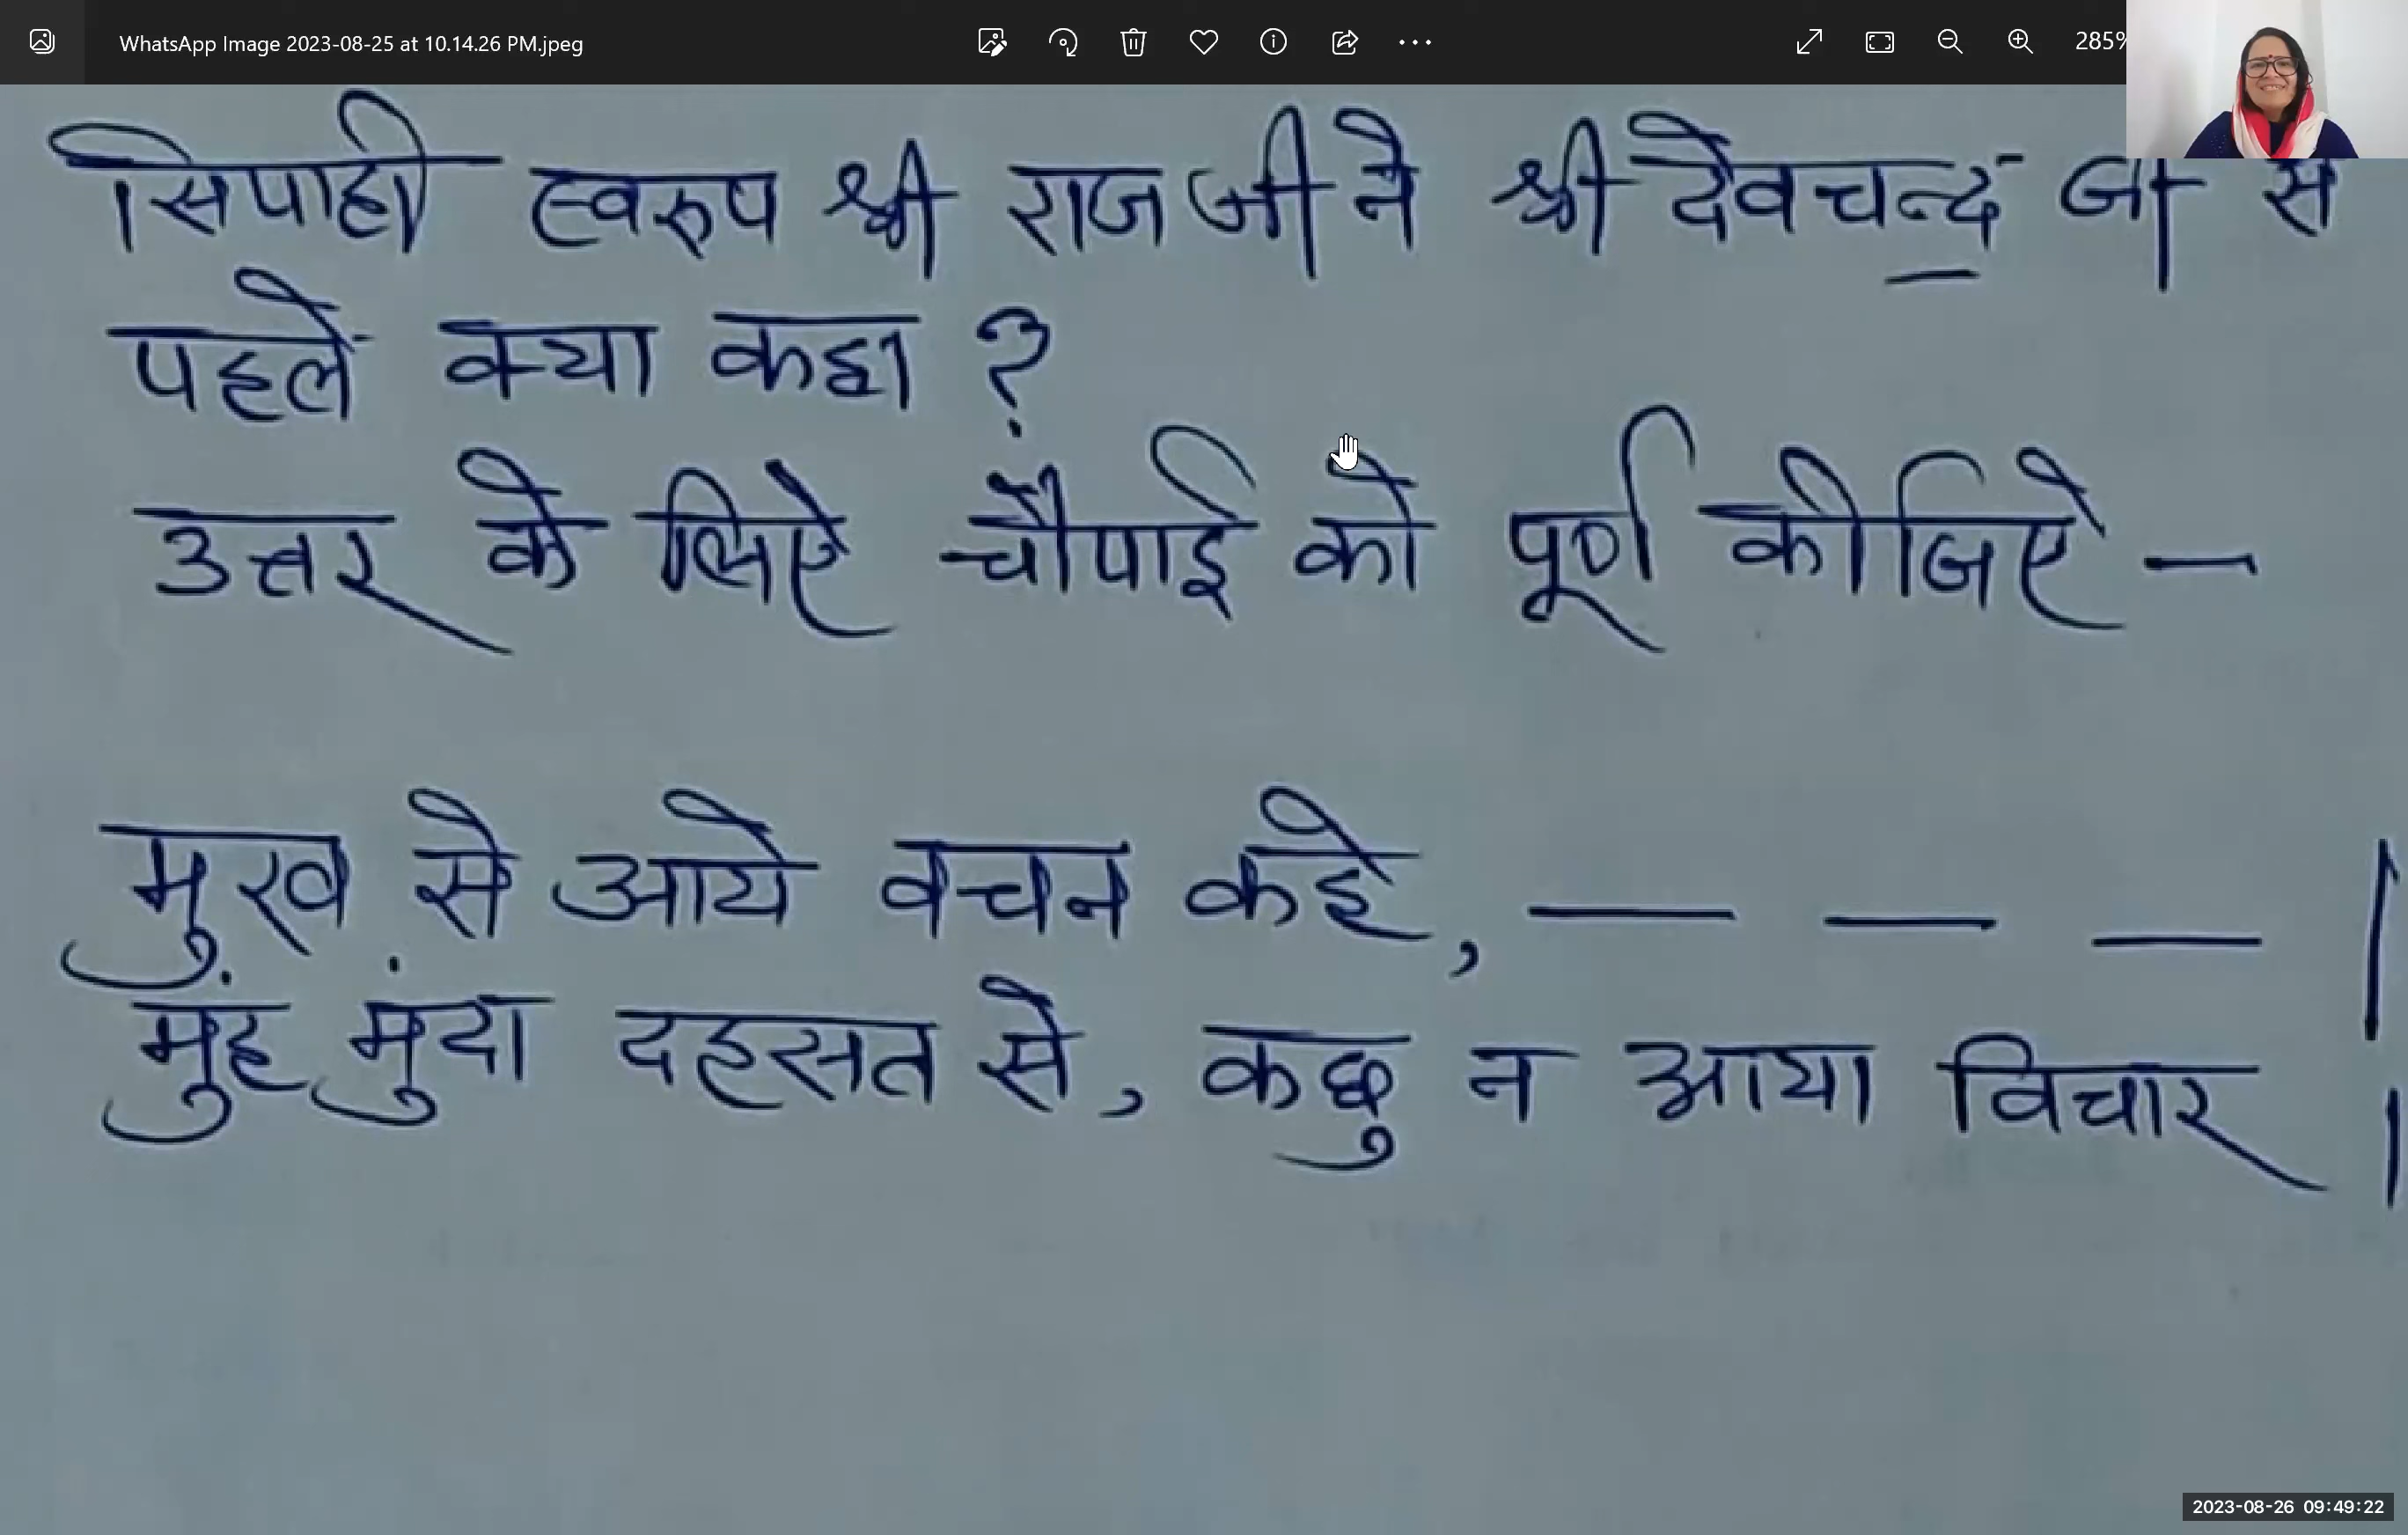 WhatsApp Image 2023-08-25 at 10.14.26 PM.jpeg
285%
सिपाही स्वरूप श्री राज जी ने श्री देवचन्द्र जी से
पहले क्या कहा ?
उत्तर के लिऐ चौपाई को पूर्ण कीजिऐ –
मुख से आये वचन कहे, — — — |
मुंह मुंदा दहसत से, कछु न आया विचार |
2023-08-26 09:49:22